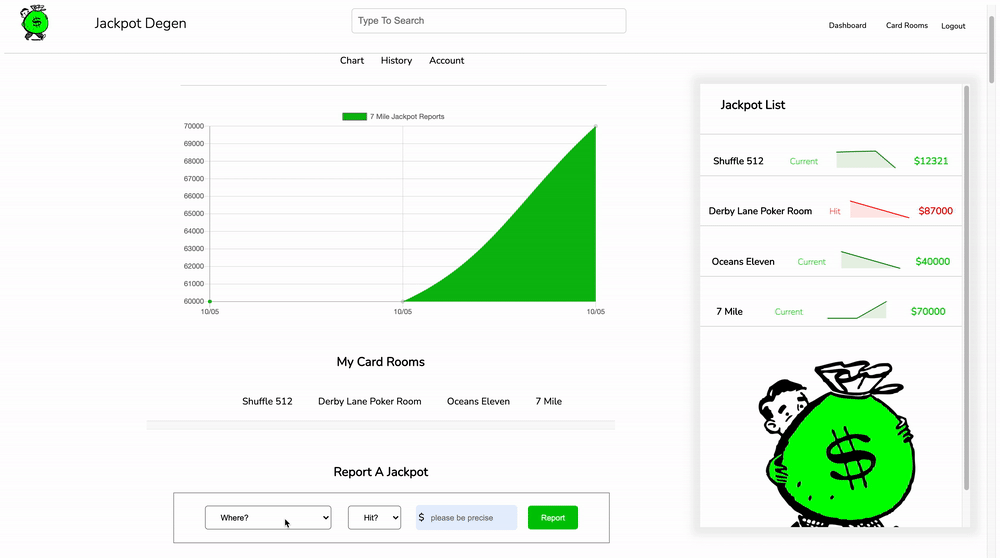 $
Jackpot Degen
Type To Search
Dashboard Card Rooms Logout
Chart History Account
7 Mile Jackpot Reports
70000
69000
68000
67000
66000
65000
64000
63000
62000
61000
60000
10/05 10/05 10/05
My Card Rooms
Shuffle 512 Derby Lane Poker Room Oceans Eleven 7 Mile
Report A Jackpot
Where? Hit? $ please be precise Report
Jackpot List
Shuffle 512 Current $12321
Derby Lane Poker Room Hit $87000
Oceans Eleven Current $40000
7 Mile Current $70000
$